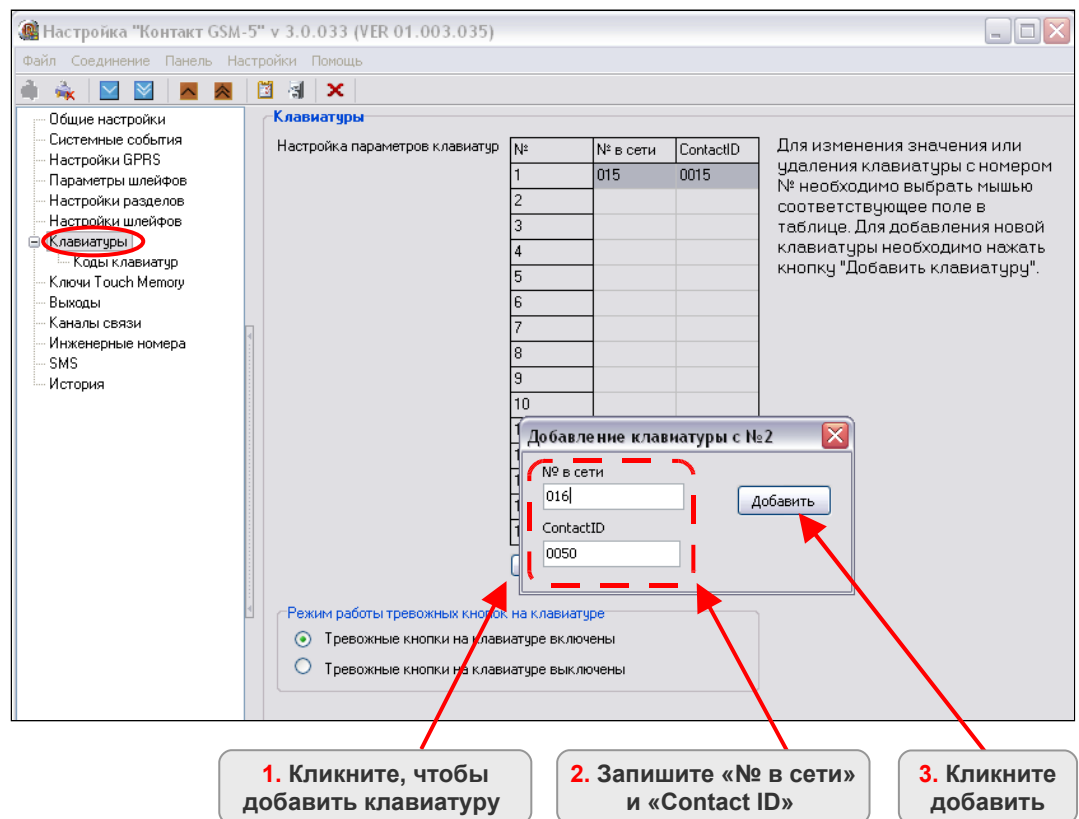 Настройка "Контакт GSM-5" v 3.0.033 (VER 01.003.035)
Файл Соединение Панель Настройки Помощь
Общие настройки
Системные события
Настройки GPRS
Параметры шлейфов
Настройки разделов
Настройки шлейфов
Клавиатуры
Коды клавиатур
Ключи Touch Memory
Выходы
Каналы связи
Инженерные номера
SMS
История
Клавиатуры
Настройка параметров клавиатур
№ № в сети ContactID
1 015 0015
2
3
4
5
6
7
8
9
10
Для изменения значения или
удаления клавиатуры с номером
№ необходимо выбрать мышью
соответствующее поле в
таблице. Для добавления новой
клавиатуры необходимо нажать
кнопку "Добавить клавиатуру".
Добавление клавиатуры с №2
№ в сети
016
ContactID
0050
Добавить
Режим работы тревожных кнопок на клавиатуре
Тревожные кнопки на клавиатуре включены
Тревожные кнопки на клавиатуре выключены
1. Кликните, чтобы
добавить клавиатуру
2. Запишите «№ в сети»
и «Contact ID»
3. Кликните
добавить